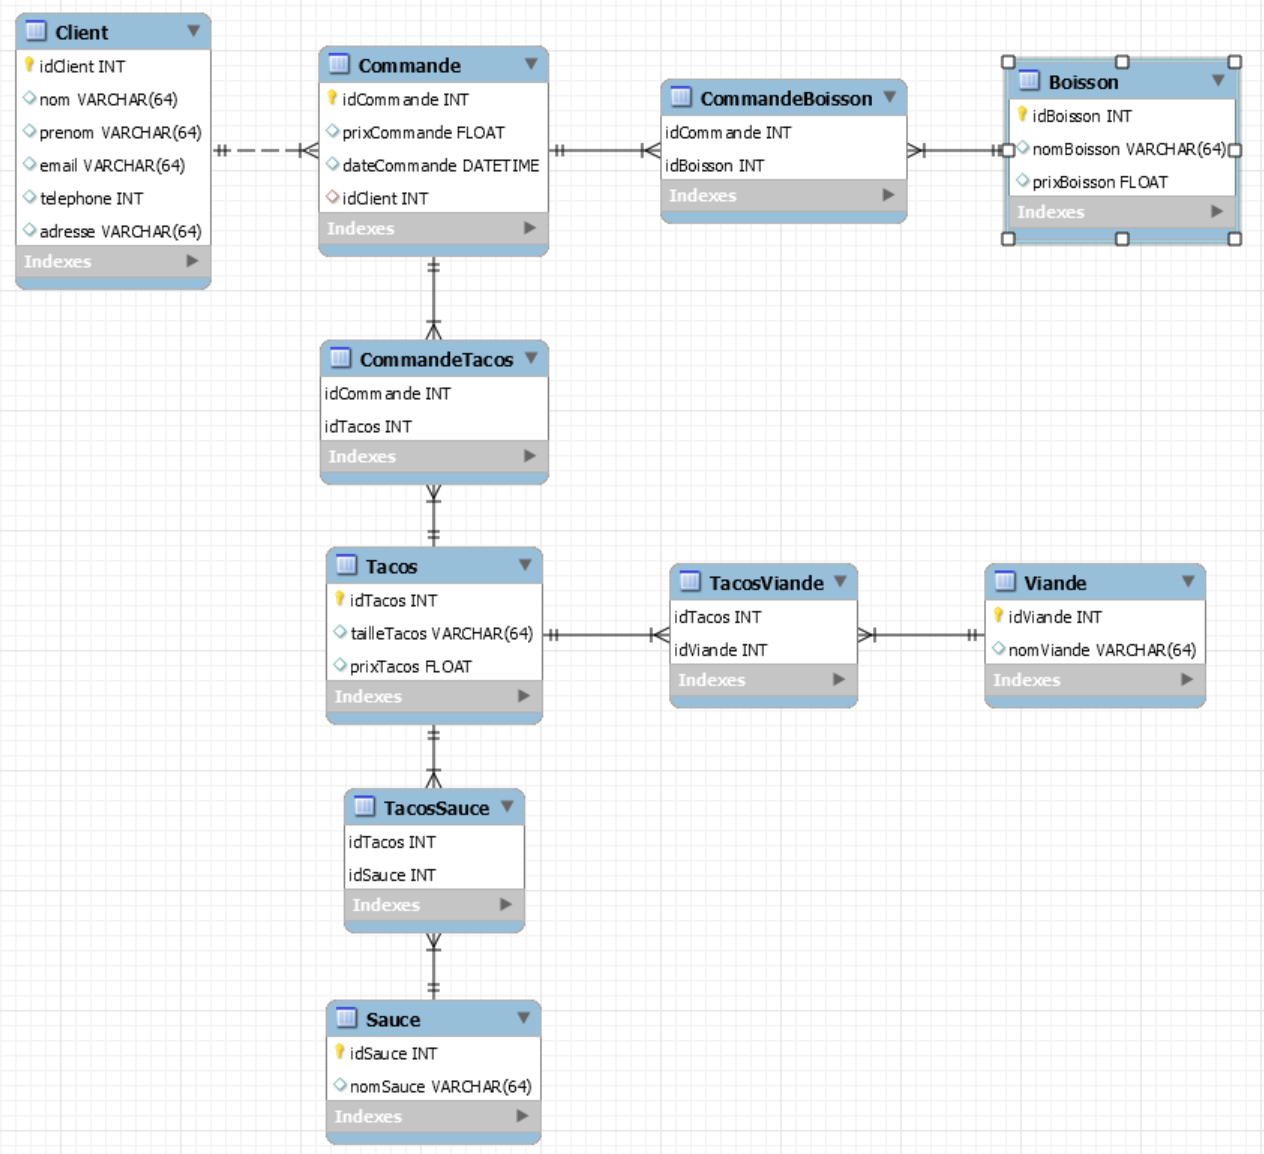 Client
idClient INT
nom VARCHAR(64)
prenom VARCHAR(64)
email VARCHAR(64)
telephone INT
adresse VARCHAR(64)
Indexes
Commande
idCommande INT
prixCommande FLOAT
dateCommande DATETIME
idClient INT
Indexes
CommandeBoisson
idCommande INT
idBoisson INT
Indexes
Boisson
idBoisson INT
nomBoisson VARCHAR(64)
prixBoisson FLOAT
Indexes
CommandeTacos
idCommande INT
idTacos INT
Indexes
Tacos
idTacos INT
tailleTacos VARCHAR(64)
prixTacos FLOAT
Indexes
TacosViande
idTacos INT
idViande INT
Indexes
Viande
idViande INT
nomViande VARCHAR(64)
Indexes
TacosSauce
idTacos INT
idSauce INT
Indexes
Sauce
idSauce INT
nomSauce VARCHAR(64)
Indexes